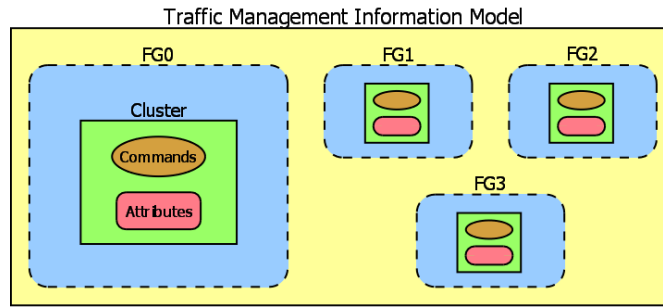 Traffic Management Information Model
FG0
FG1
FG2
Cluster
Commands
Attributes
FG3